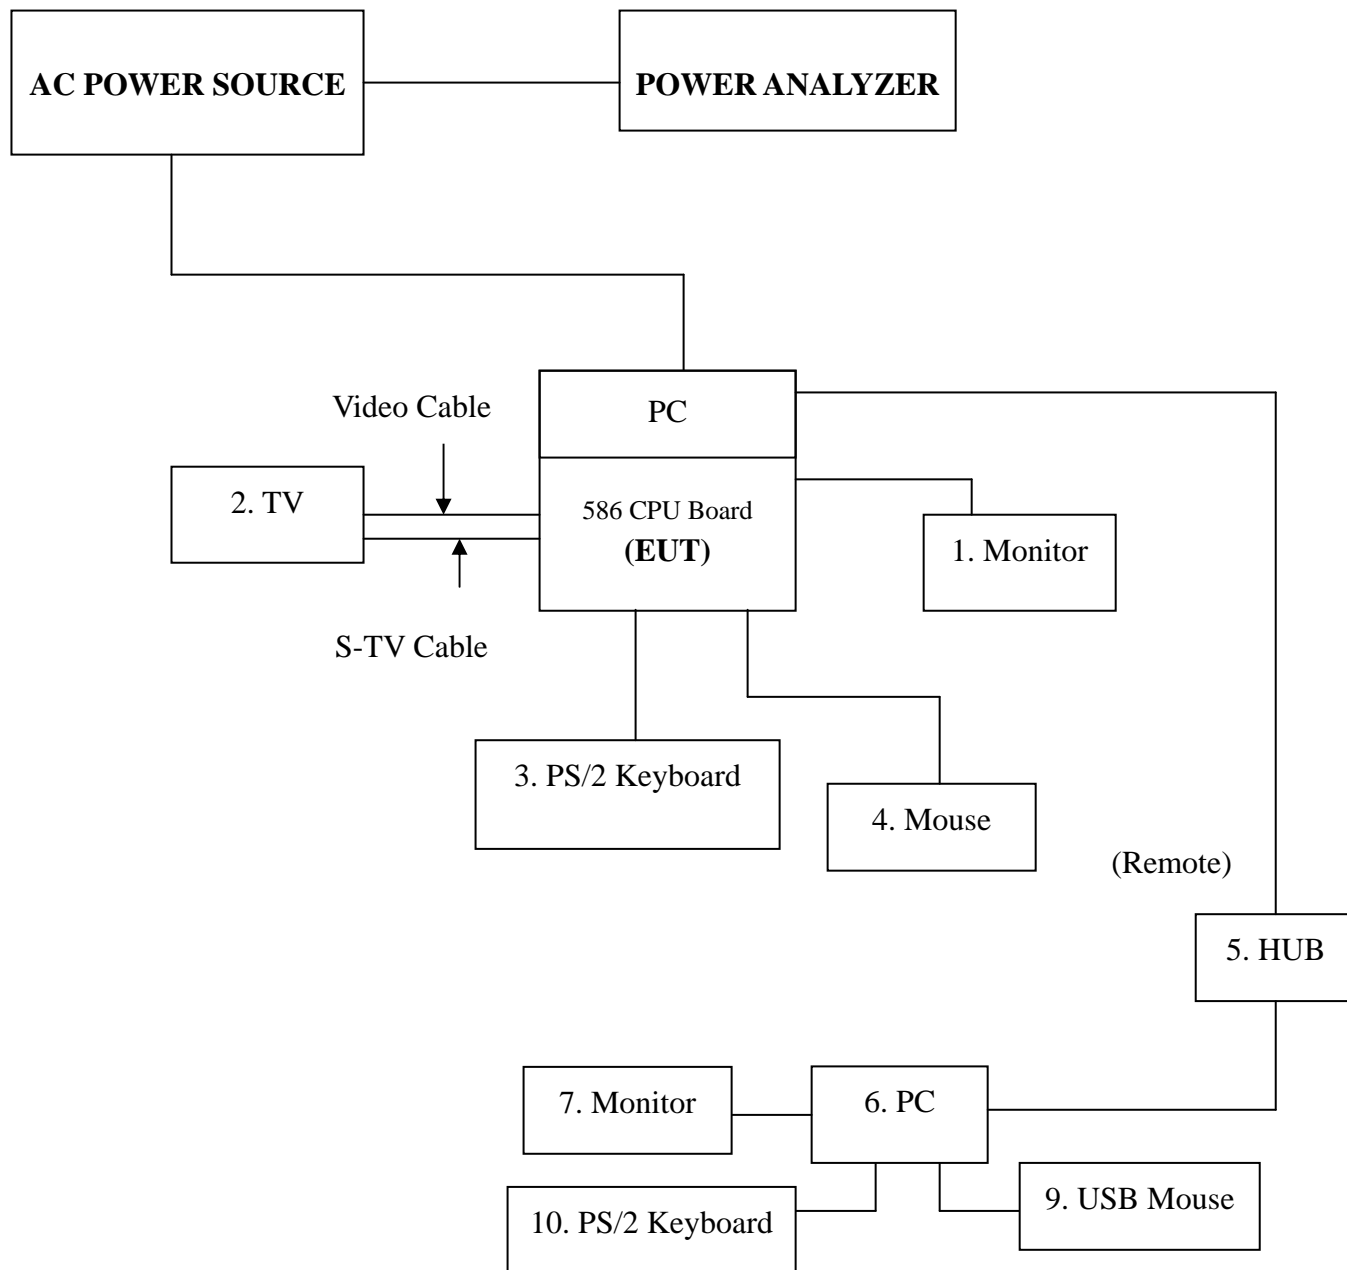 AC POWER SOURCE
POWER ANALYZER
PC
Video Cable
2. TV
586 CPU Board
(EUT)
1. Monitor
S-TV Cable
3. PS/2 Keyboard
4. Mouse
(Remote)
5. HUB
7. Monitor
6. PC
10. PS/2 Keyboard
9. USB Mouse